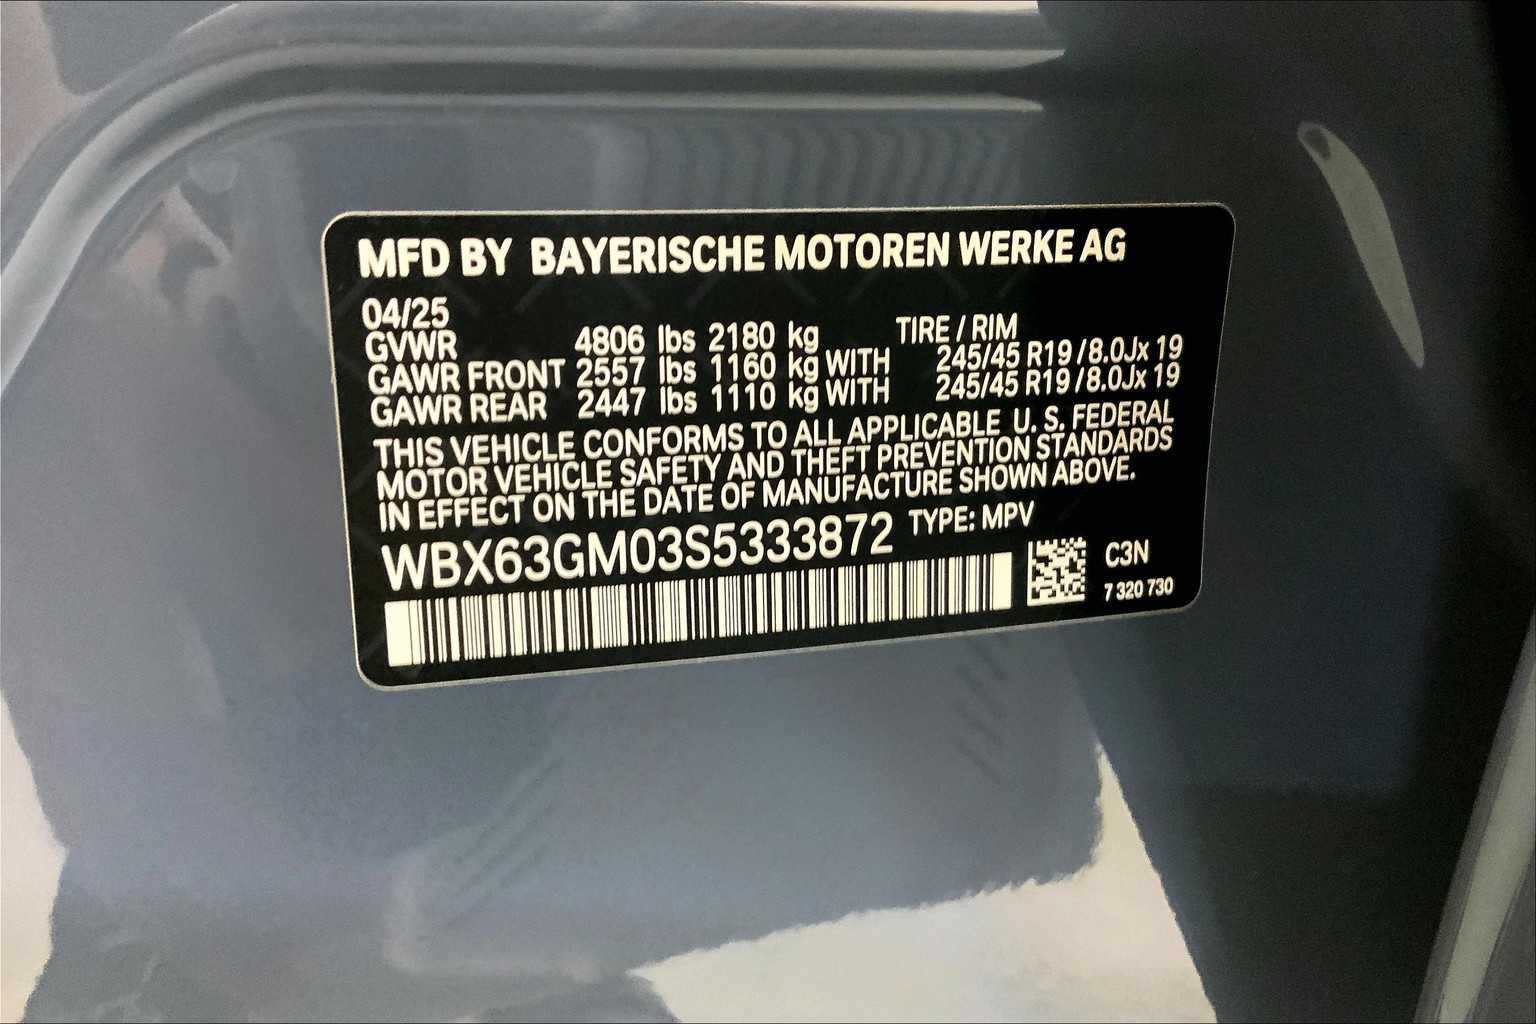 MFD BY BAYERISCHE MOTOREN WERKE AG
04/25
TIRE / RIM
GVWR 4806 lbs 2180 kg
GAWR FRONT 2557 lbs 1160 kg WITH 245/45 R19 / 8.0Jx 19
GAWR REAR 2447 lbs 1110 kg WITH 245/45 R19 / 8.0Jx 19
THIS VEHICLE CONFORMS TO ALL APPLICABLE U. S. FEDERAL
MOTOR VEHICLE SAFETY AND THEFT PREVENTION STANDARDS
IN EFFECT ON THE DATE OF MANUFACTURE SHOWN ABOVE.
WBX63GM03S5333872 TYPE: MPV
C3N
7 320 730